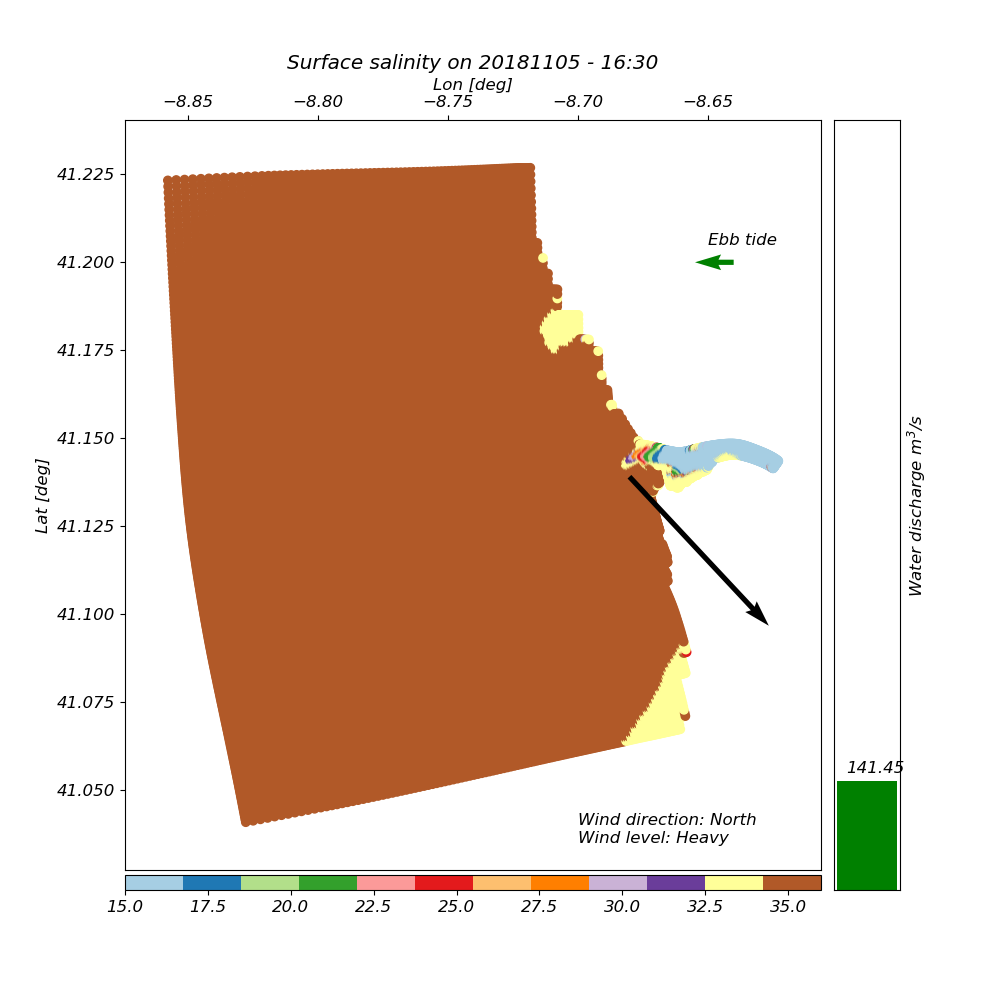 Surface salinity on 20181105 - 16:30
Lon [deg]
−8.85 −8.80 −8.75 −8.70 −8.65
41.225
41.200
41.175
41.150
41.125
41.100
41.075
41.050
Lat [deg]
Ebb tide
Wind direction: North
Wind level: Heavy
15.0 17.5 20.0 22.5 25.0 27.5 30.0 32.5 35.0
141.45
Water discharge m³/s